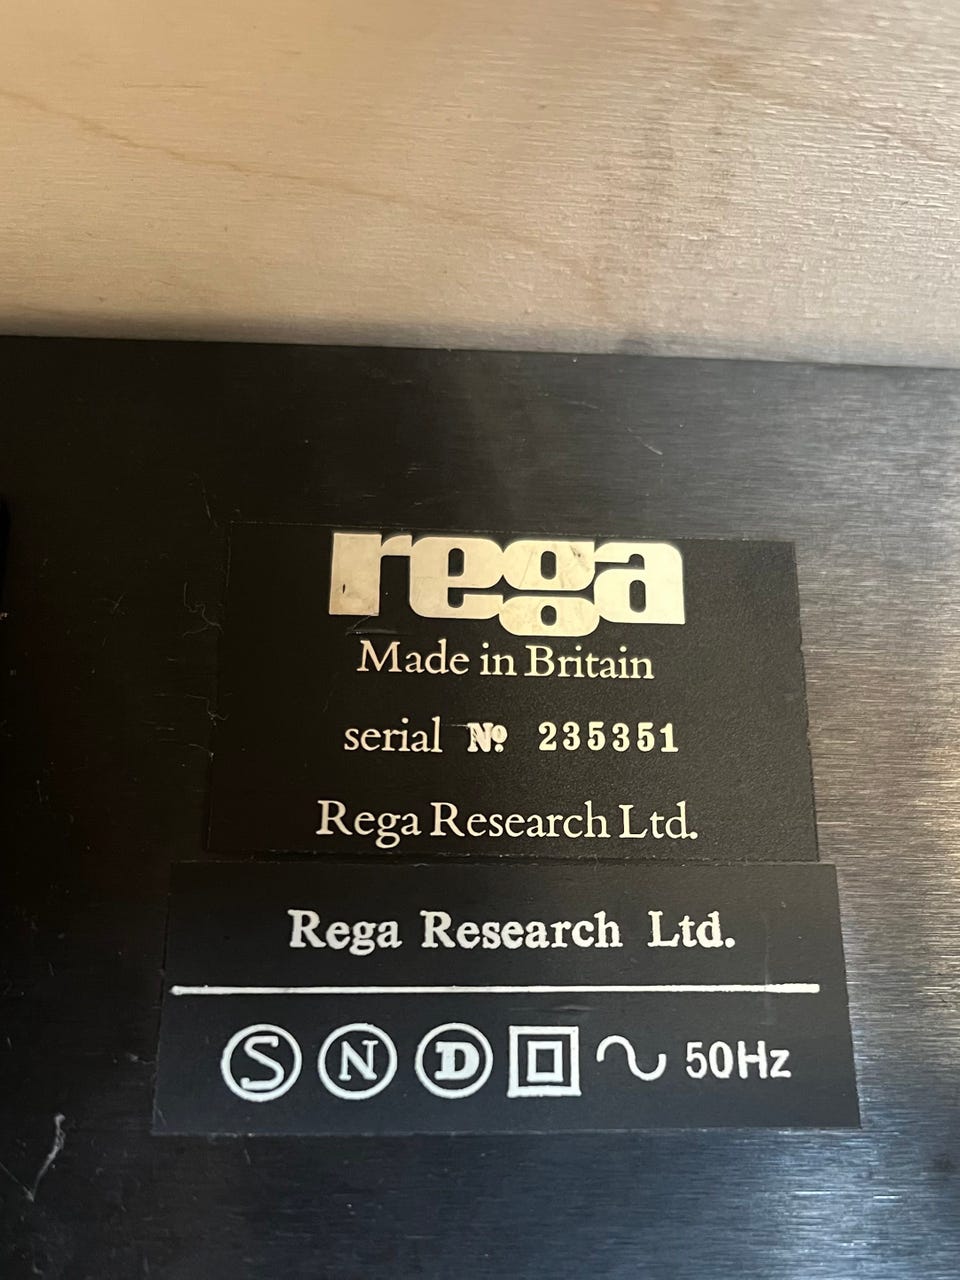 rega
Made in Britain
serial Nº 235351
Rega Research Ltd.
Rega Research Ltd.
S N D 50Hz